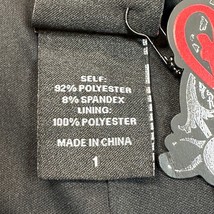 SELF:
92% POLYESTER
8% SPANDEX
LINING:
100% POLYESTER
MADE IN CHINA
1